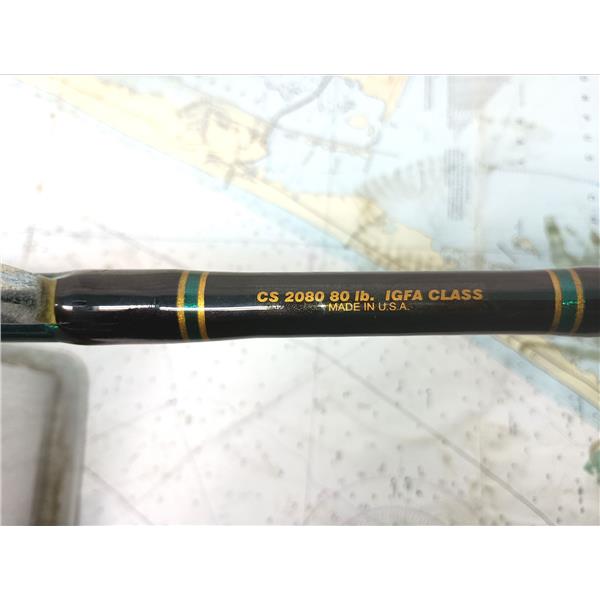 CS 2080 80 lb. IGFA CLASS
MADE IN U.S.A.